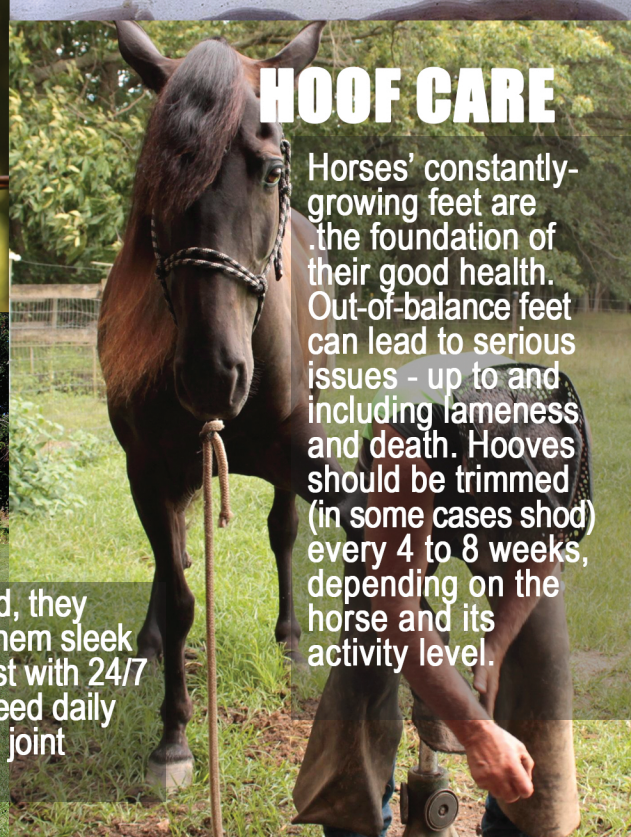 HOOF CARE
Horses’ constantly-
growing feet are
.the foundation of
their good health.
Out-of-balance feet
can lead to serious
issues - up to and
including lameness
and death. Hooves
should be trimmed
(in some cases shod)
every 4 to 8 weeks,
depending on the
horse and its
activity level.
d, they
hem sleek
st with 24/7
eed daily
joint